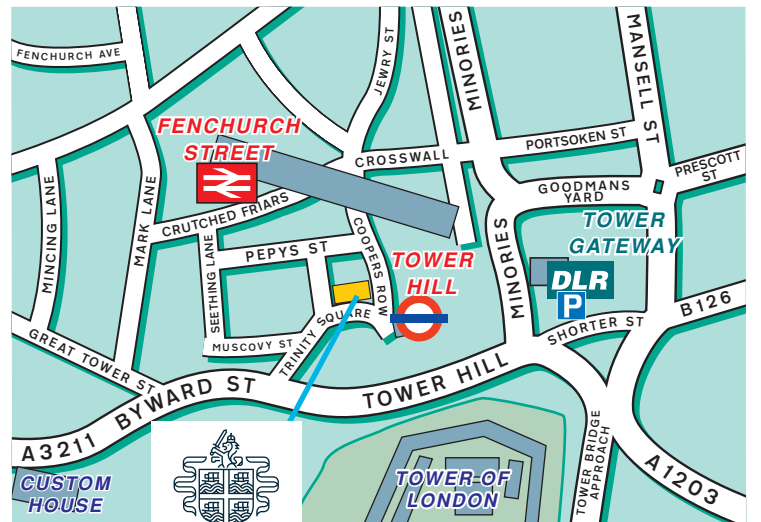 FENCHURCH AVE
JEWRY ST
MINORIES
MANSELL ST
FENCHURCH
STREET
CROSSWALL
PORTSOKEN ST
PRESCOTT
ST
MINCING LANE
MARK LANE
CRUTCHED FRIARS
GOODMANS
YARD
TOWER
GATEWAY
SEETHING LANE
PEPYS ST
COOPERS ROW
TOWER
HILL
MINORIES
DLR
P
B126
GREAT TOWER ST
MUSCOVY ST
TRINITY SQUARE
SHORTER ST
A3211
BYWARD ST
TOWER HILL
TOWER BRIDGE
APPROACH
A1203
CUSTOM
HOUSE
TOWER OF
LONDON